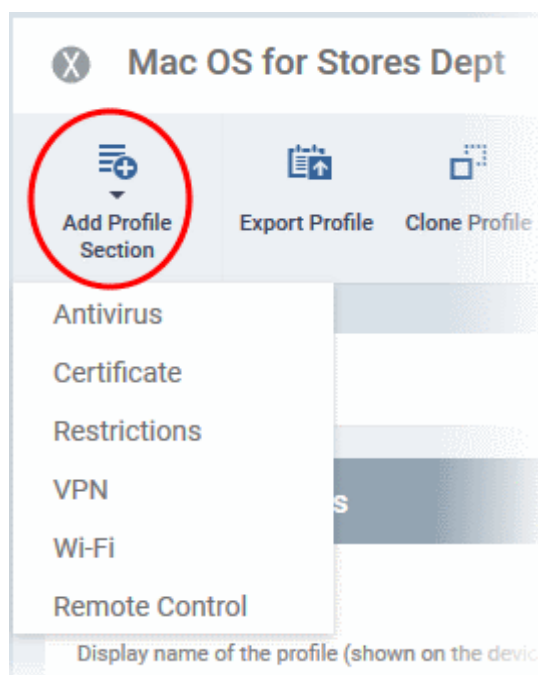 Mac OS for Stores Dept
Add Profile
Section
Export Profile
Clone Profile
Antivirus
Certificate
Restrictions
VPN
s
Wi-Fi
Remote Control
Display name of the profile (shown on the devic